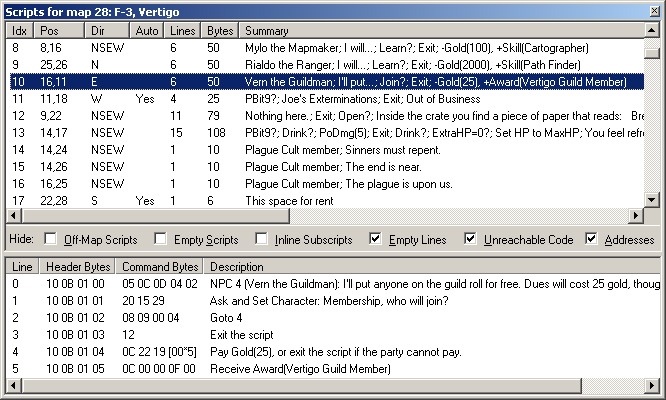 Scripts for map 28: F-3, Vertigo
Idx Pos Dir Auto Lines Bytes Summary
8 8,16 NSEW 6 50 Mylo the Mapmaker; I will...; Learn?; Exit; -Gold(100), +Skill(Cartographer)
9 25,26 N 6 50 Rialdo the Ranger; I will...; Learn?; Exit; -Gold(2000), +Skill(Path Finder)
10 16,11 E 6 50 Vern the Guildman; I'll put...; Join?; Exit; -Gold(25), +Award(Vertigo Guild Member)
11 11,18 W Yes 4 25 PBit9?; Joe's Exterminations; Exit; Out of Business
12 9,22 NSEW 11 79 Nothing here.; Exit; Open?; Inside the crate you find a piece of paper that reads: Bre
13 14,17 NSEW 15 108 PBit9?; Drink?; PoDmg(5); Exit; Drink?; ExtraHP=0?; Set HP to MaxHP; You feel refr
14 14,24 NSEW 1 10 Plague Cult member; Sinners must repent.
15 14,26 NSEW 1 10 Plague Cult member; The end is near.
16 16,25 NSEW 1 10 Plague Cult member; The plague is upon us.
17 22,28 S Yes 1 6 This space for rent
Hide: Off-Map Scripts Empty Scripts Inline Subscripts Empty Lines Unreachable Code Addresses
Line Header Bytes Command Bytes Description
0 10 0B 01 00 05 0C 0D 04 02 NPC 4 (Vern the Guildman): I'll put anyone on the guild roll for free. Dues will cost 25 gold, thoug
1 10 0B 01 01 20 15 29 Ask and Set Character: Membership, who will join?
2 10 0B 01 02 08 09 00 04 Goto 4
3 10 0B 01 03 12 Exit the script
4 10 0B 01 04 0C 22 19 [00*5] Pay Gold(25), or exit the script if the party cannot pay.
5 10 0B 01 05 0C 00 00 0F 00 Receive Award(Vertigo Guild Member)